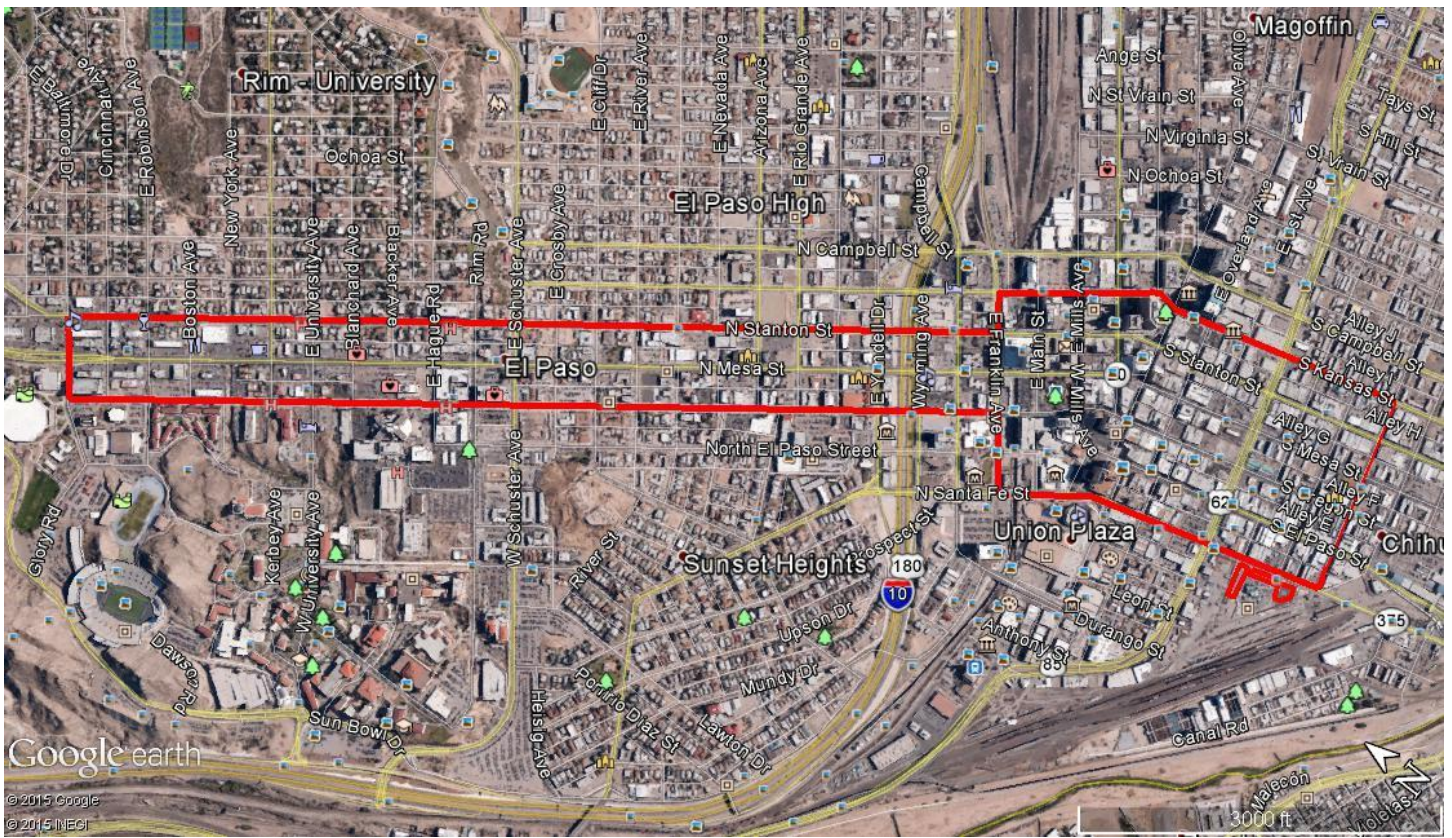 Magoffin
Rim - University
E Baltimore Dr
Cincinnati Ave
E Robinson Ave
New York Ave
Ochoa St
E Cliff Dr
E River Ave
E Nevada Ave
Arizona Ave
E Rio Grande Ave
Ange St
N St Vrain St
Olive Ave
N Virginia St
N Ochoa St
Tays St
S Hill St
S St Vrain St
El Paso High
N Campbell St
Campbell St
E Crosby Ave
E Schuster Ave
Rim Rd
Blacker Ave
Blanchard Ave
E University Ave
Boston Ave
E Hague Rd
E Overland Ave
E First Ave
N Stanton St
E Yandell Dr
Wyoming Ave
E Franklin Ave
E Main St
E Mills Ave
El Paso
N Mesa St
20
S Stanton St
Alley J
S Campbell St
Alley I
S Kansas St
Alley H
W Mills Ave
Alley G
S Mesa St
Alley F
S Oregon St
Alley E
S El Paso St
North El Paso Street
N Santa Fe St
W Schuster Ave
62
Union Plaza
Prospect St
Sunset Heights
180
10
Glory Rd
Kerbey Ave
W University Ave
River St
Upson Dr
Mundy Dr
Leon St
Durango St
Anthony St
85
375
Dawson Rd
Sun Bowl Dr
Heisig Ave
Porfirio Diaz St
Lawton Dr
Canal Rd
Malecón
N
Google earth
© 2015 Google
© 2015 INEGI
3000 ft